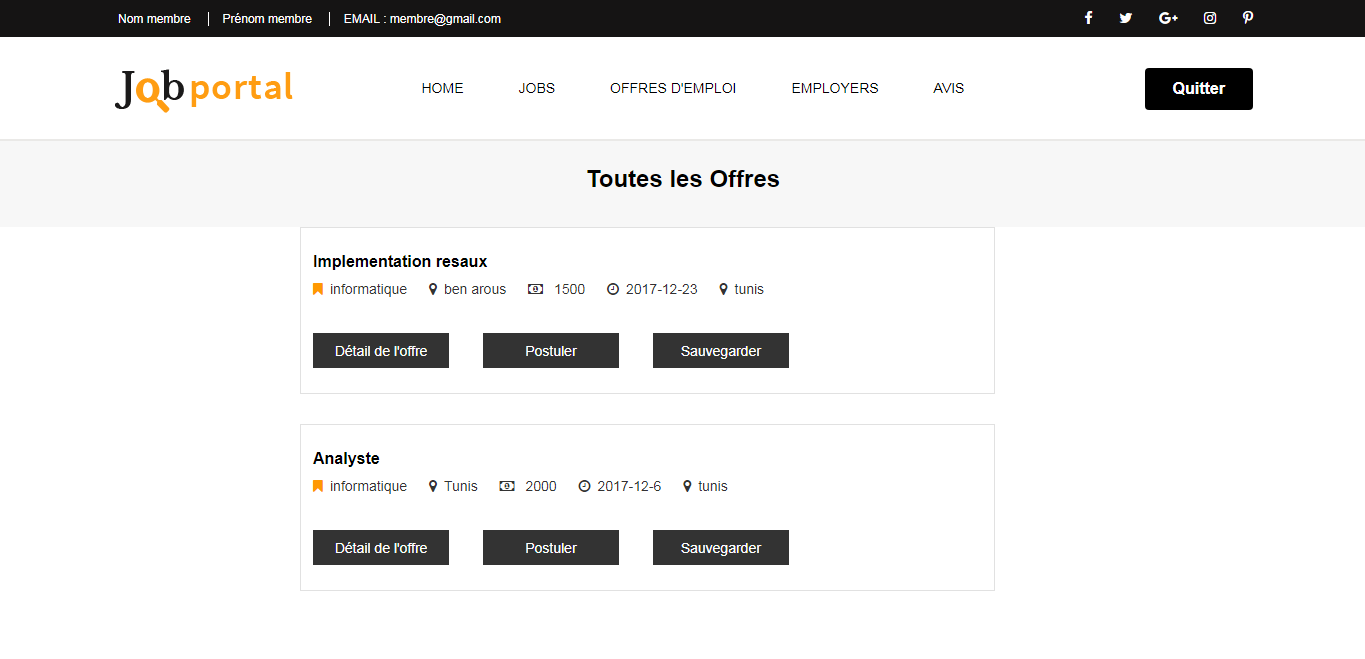 Nom membre Prénom membre EMAIL : membre@gmail.com
Job portal HOME JOBS OFFRES D'EMPLOI EMPLOYERS AVIS Quitter
Toutes les Offres
Implementation resaux
informatique ben arous 1500 2017-12-23 tunis
Détail de l'offre Postuler Sauvegarder
Analyste
informatique Tunis 2000 2017-12-6 tunis
Détail de l'offre Postuler Sauvegarder